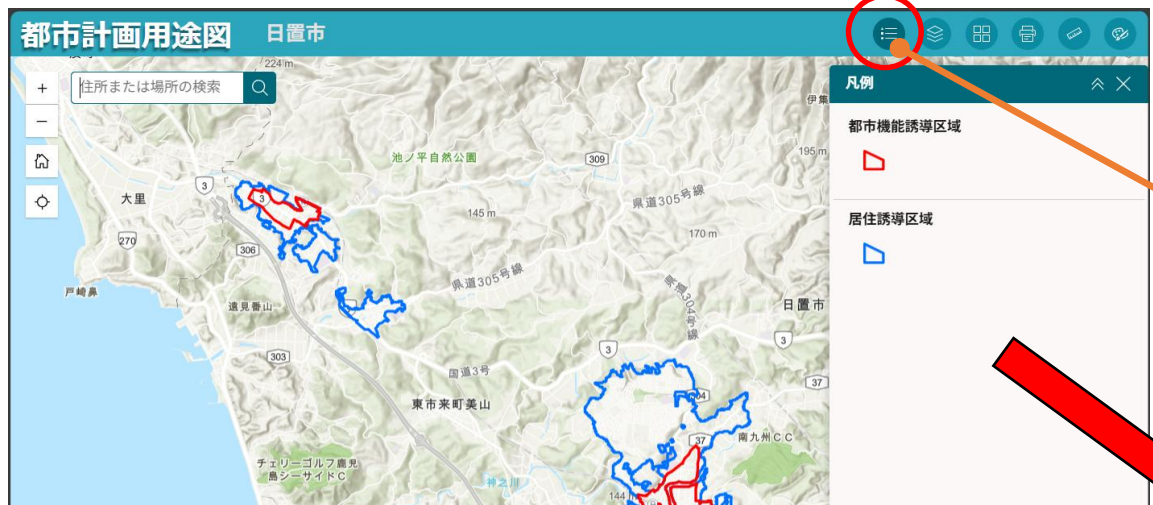 都市計画用途図 日置市
224 m
住所または場所の検索
凡例
都市機能誘導区域
居住誘導区域
伊集
195 m
池ノ平自然公園
309
3
大里
県道305号線
145 m
3
170 m
270
306
県道305号線
戸崎鼻
県道304号線
遠見番山
日置市
303
3
3
国道3号
37
東市来町美山
304
37
南九州CC
チェリーゴルフ鹿児
島シーサイドC
神之川
144 m